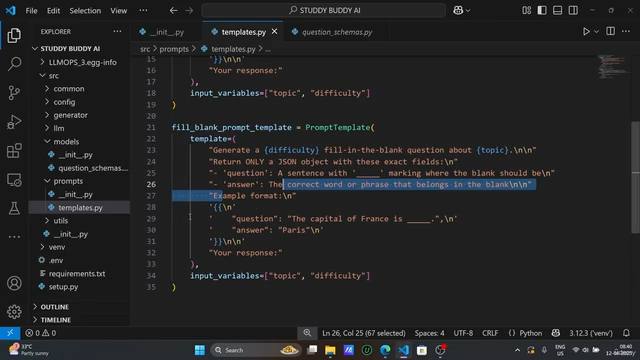 File Edit Selection View Go
STUDDY BUDDY AI
EXPLORER
STUDDY BUDDY AI
LLMOPS_3.egg-info
src
common
config
generator
llm
models
__init__.py
question_schemas.py
prompts
__init__.py
templates.py
utils
venv
.env
requirements.txt
setup.py
OUTLINE
TIMELINE
__init__.py
templates.py
question_schemas.py
src > prompts > templates.py > ...
15 '}}\n\n'
16 "Your response:"
17 ),
18 input_variables=["topic", "difficulty"]
19 )
20
21 fill_blank_prompt_template = PromptTemplate(
22 template=(
23 "Generate a {difficulty} fill-in-the-blank question about {topic}.\n\n"
24 "Return ONLY a JSON object with these exact fields:\n"
25 "- 'question': A sentence with '_____' marking where the blank should be\n"
26 "- 'answer': The correct word or phrase that belongs in the blank\n\n"
27 "Example format:\n"
28 '{{\n'
29 ' "question": "The capital of France is _____.",\n'
30 ' "answer": "Paris"\n'
31 '}}\n\n'
32 "Your response:"
33 ),
34 input_variables=["topic", "difficulty"]
35 )
0 0 Ln 26, Col 25 (67 selected) Spaces: 4 UTF-8 CRLF Python 3.12.3 ('venv': venv)
33°C
Partly sunny
Search
ENG
08:40